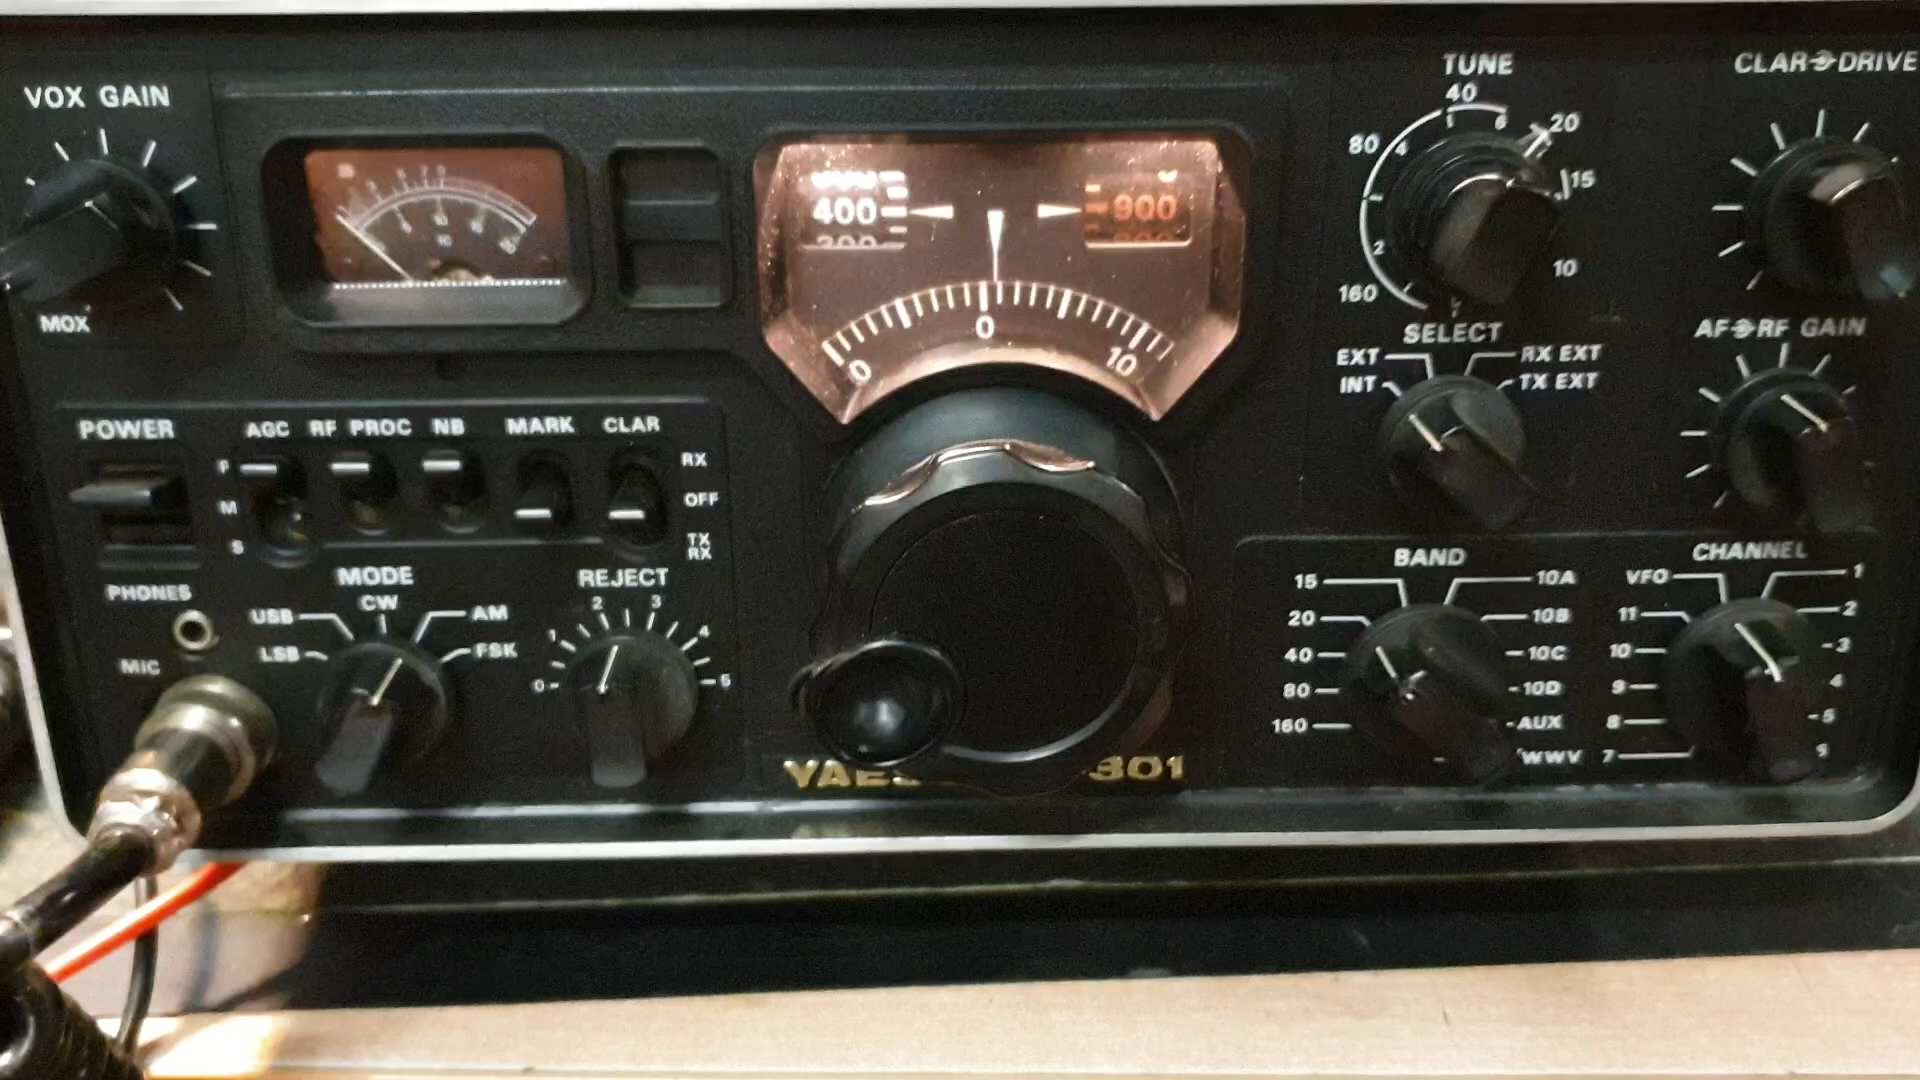 VOX GAIN
MOX
400
900
0
0
10
TUNE
40
1
6
80
4
20
15
2
10
160
CLAR DRIVE
SELECT
EXT
RX EXT
INT
TX EXT
AF RF GAIN
POWER
AGC RF PROC NB MARK CLAR
F
M
S
RX
OFF
TX
RX
PHONES
MIC
MODE
CW
USB
AM
LSB
FSK
REJECT
0
1
2
3
4
5
YAES 301
BAND
15
10A
20
10B
40
10C
80
10D
160
AUX
WWV
CHANNEL
VFO
1
11
2
10
3
9
4
8
5
7